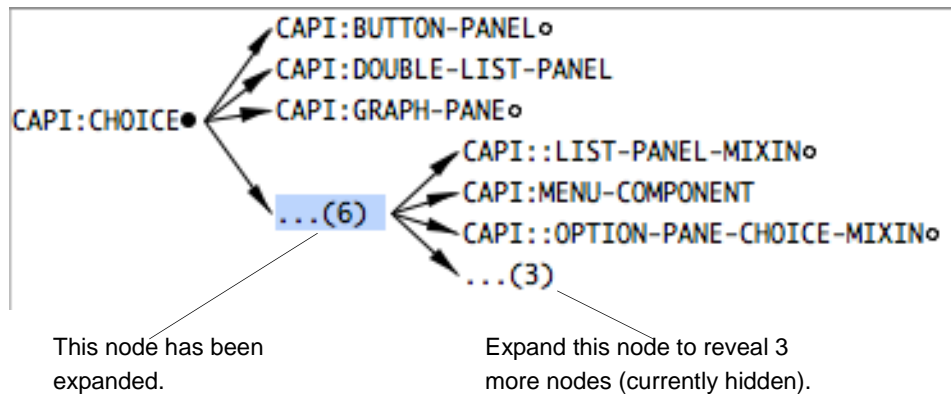 CAPI:BUTTON-PANEL
CAPI:DOUBLE-LIST-PANEL
CAPI:CHOICE
CAPI:GRAPH-PANE
CAPI::LIST-PANEL-MIXIN
CAPI:MENU-COMPONENT
...(6)
CAPI::OPTION-PANE-CHOICE-MIXIN
...(3)
This node has been
expanded.
Expand this node to reveal 3
more nodes (currently hidden).